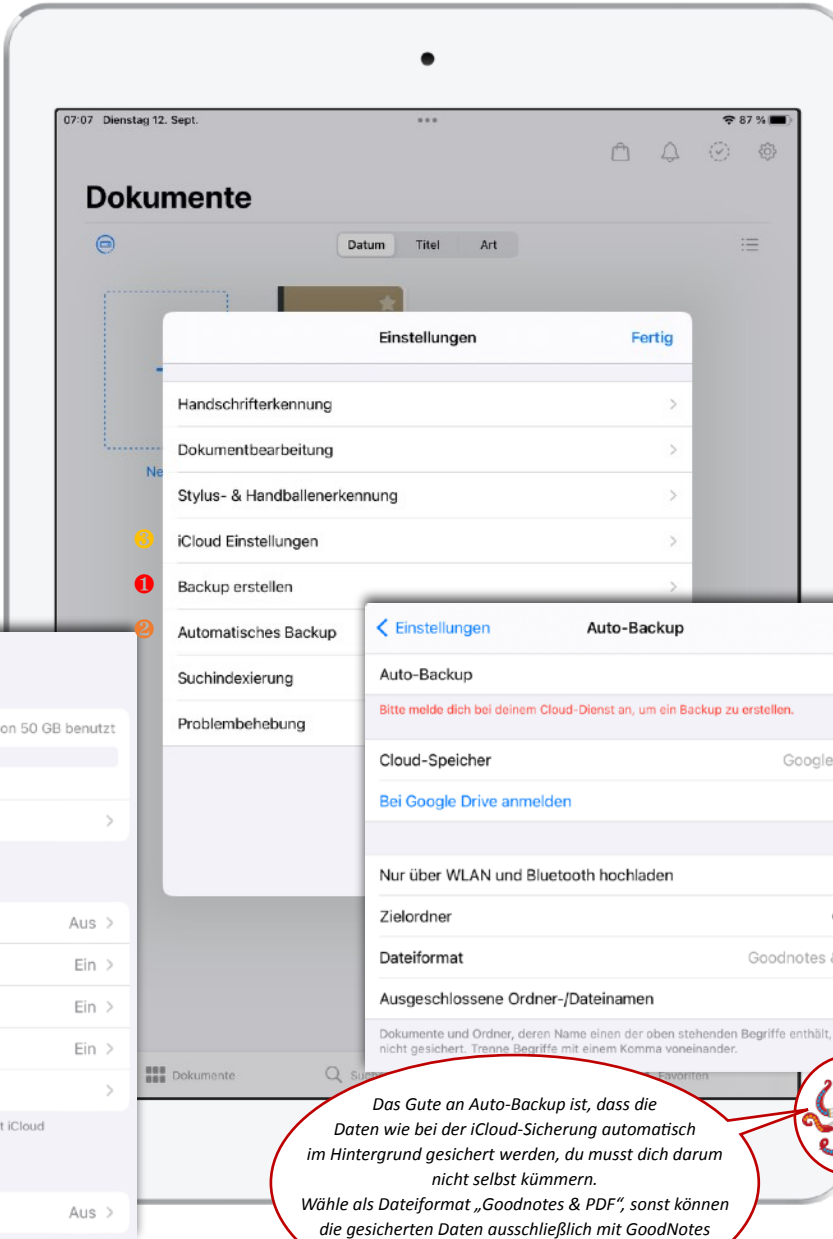 07:07 Dienstag 12. Sept.
87 %
Dokumente
Datum Titel Art
Einstellungen Fertig
Handschrifterkennung
Dokumentbearbeitung
Ne
Stylus- & Handballenerkennung
❸ iCloud Einstellungen
❶ Backup erstellen
❷ Automatisches Backup
Suchindexierung
Problembehebung
Einstellungen Auto-Backup
Auto-Backup
Bitte melde dich bei deinem Cloud-Dienst an, um ein Backup zu erstellen.
Cloud-Speicher Google
Bei Google Drive anmelden
Nur über WLAN und Bluetooth hochladen
Zielordner
Dateiformat Goodnotes &
Ausgeschlossene Ordner-/Dateinamen
Dokumente und Ordner, deren Name einen der oben stehenden Begriffe enthält,
nicht gesichert. Trenne Begriffe mit einem Komma voneinander.
on 50 GB benutzt
Aus
Ein
Ein
Ein
t iCloud
Aus
Dokumente
Favoriten
Das Gute an Auto-Backup ist, dass die
Daten wie bei der iCloud-Sicherung automatisch
im Hintergrund gesichert werden, du musst dich darum
nicht selbst kümmern.
Wähle als Dateiformat „Goodnotes & PDF“, sonst können
die gesicherten Daten ausschließlich mit GoodNotes